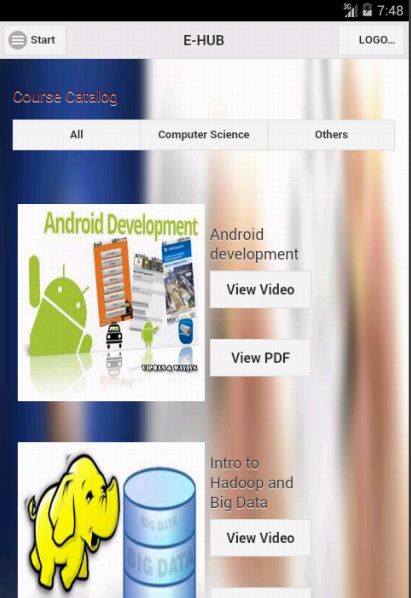 3G 7:48
Start
E-HUB
LOGO...
Course Catalog
All
Computer Science
Others
Android Development
Android
development
View Video
View PDF
Intro to
Hadoop and
Big Data
BIG DATA
BIG DATA
View Video